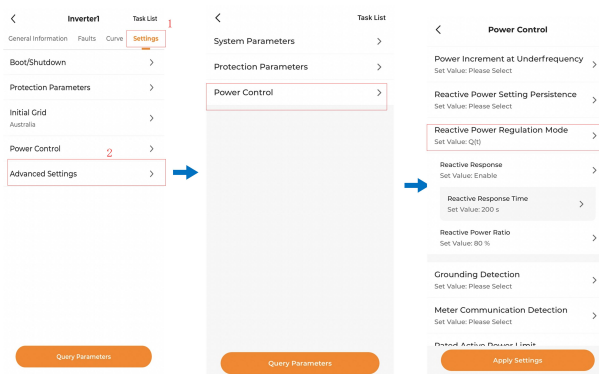 Inverter1
Task List
1
General Information
Faults
Curve
Settings
Boot/Shutdown
Protection Parameters
Initial Grid
Australia
Power Control
2
Advanced Settings
Query Parameters
Task List
System Parameters
Protection Parameters
Power Control
Query Parameters
Power Control
Power Increment at Underfrequency
Set Value: Please Select
Reactive Power Setting Persistence
Set Value: Please Select
Reactive Power Regulation Mode
Set Value: Q(t)
Reactive Response
Set Value: Enable
Reactive Response Time
Set Value: 200 s
Reactive Power Ratio
Set Value: 80 %
Grounding Detection
Set Value: Please Select
Meter Communication Detection
Set Value: Please Select
Rated Active Power Limit
Apply Settings